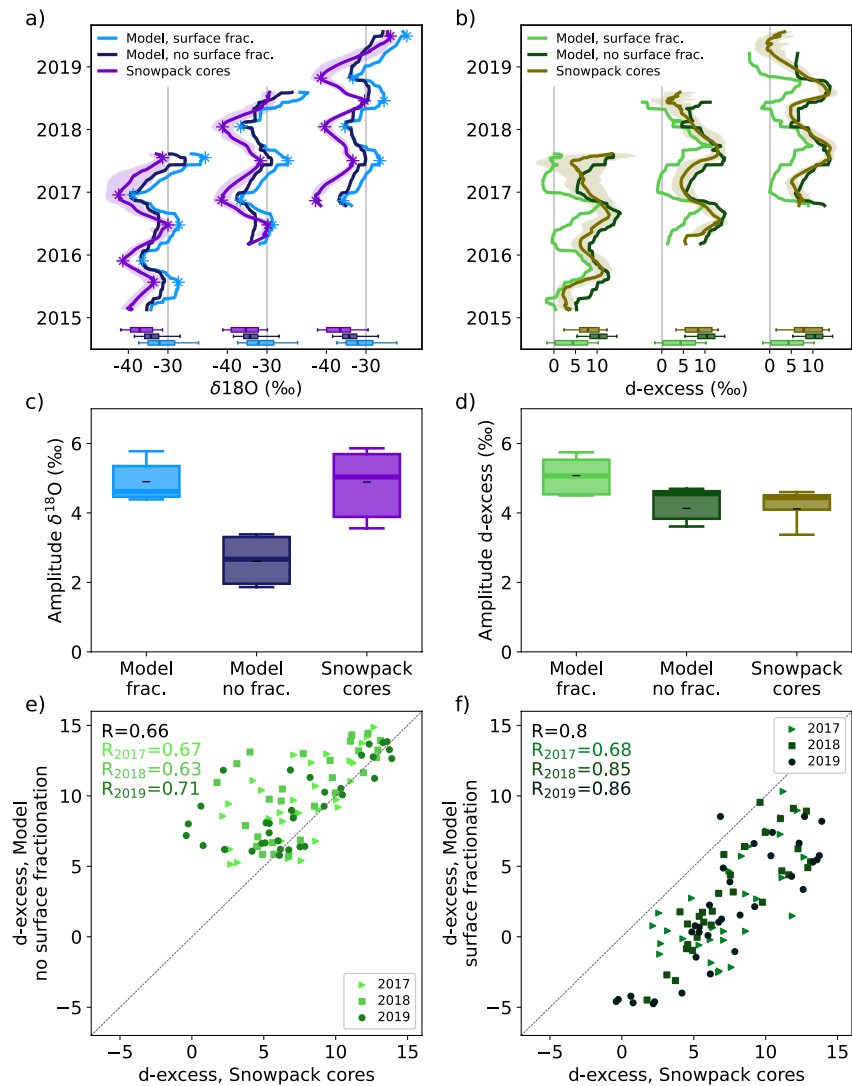 a)
Model, surface frac.
Model, no surface frac.
Snowpack cores
2019
2018
2017
2016
2015
-40 -30 -40 -30 -40 -30
δ18O (‰)
b)
Model, surface frac.
Model, no surface frac.
Snowpack cores
2019
2018
2017
2016
2015
0 5 10 0 5 10 0 5 10
d-excess (‰)
c)
Amplitude δ¹⁸O (‰)
6
4
2
0
Model frac.
Model no frac.
Snowpack cores
d)
Amplitude d-excess (‰)
6
4
2
0
Model frac.
Model no frac.
Snowpack cores
e)
R=0.66
R2017=0.67
R2018=0.63
R2019=0.71
d-excess, Model
no surface fractionation
15
10
5
0
−5
2017
2018
2019
−5 0 5 10 15
d-excess, Snowpack cores
f)
R=0.8
R2017=0.68
R2018=0.85
R2019=0.86
2017
2018
2019
d-excess, Model
surface fractionation
15
10
5
0
−5
−5 0 5 10 15
d-excess, Snowpack cores